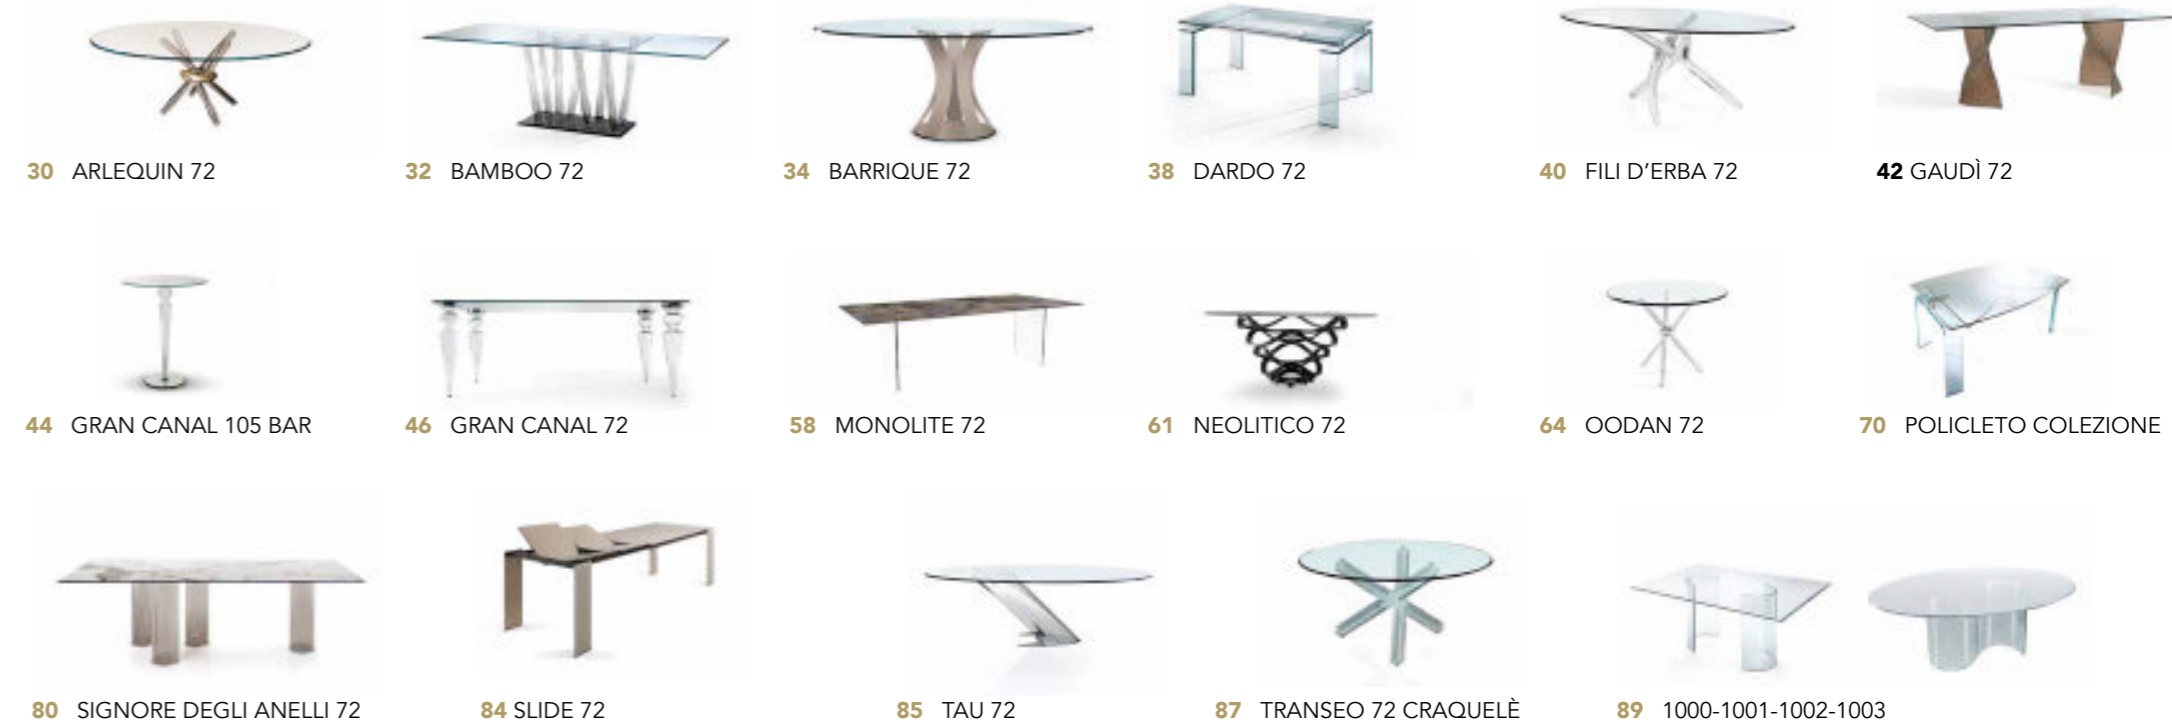 30 ARLEQUIN 72
32 BAMBOO 72
34 BARRIQUE 72
38 DARDO 72
40 FILI D’ERBA 72
42 GAUDÌ 72
44 GRAN CANAL 105 BAR
46 GRAN CANAL 72
58 MONOLITE 72
61 NEOLITICO 72
64 OODAN 72
70 POLICLETO COLEZIONE
80 SIGNORE DEGLI ANELLI 72
84 SLIDE 72
85 TAU 72
87 TRANSEO 72 CRAQUELÈ
89 1000-1001-1002-1003